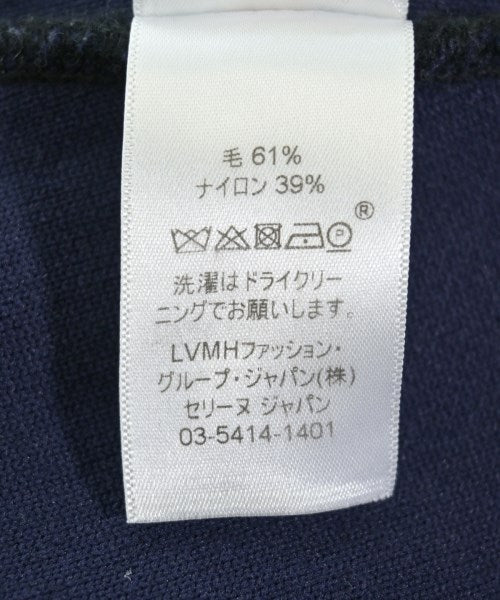 毛 61%
ナイロン 39%
®
洗濯はドライクリー
ニングでお願いします。
LVMHファッション・
グループ・ジャパン(株)
セリーヌ ジャパン
03-5414-1401